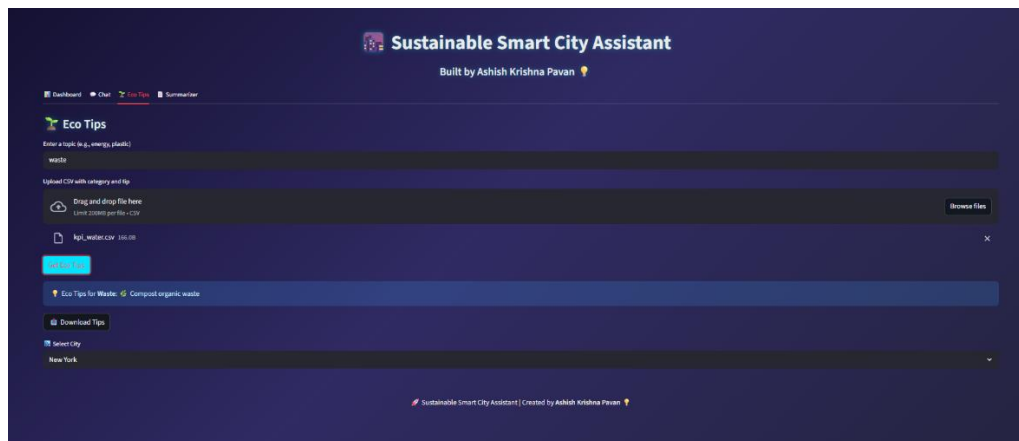 Sustainable Smart City Assistant
Built by Ashish Krishna Pavan
Dashboard Chat Eco Tips Summarizer
Eco Tips
Enter a topic (e.g., energy, plastic)
waste
Upload CSV with category and tip
Drag and drop file here
Limit 200MB per file • CSV
Browse files
kpi_water.csv 166.0B
Eco Tips for Waste: Compost organic waste
Download Tips
Select City
New York
Sustainable Smart City Assistant | Created by Ashish Krishna Pavan